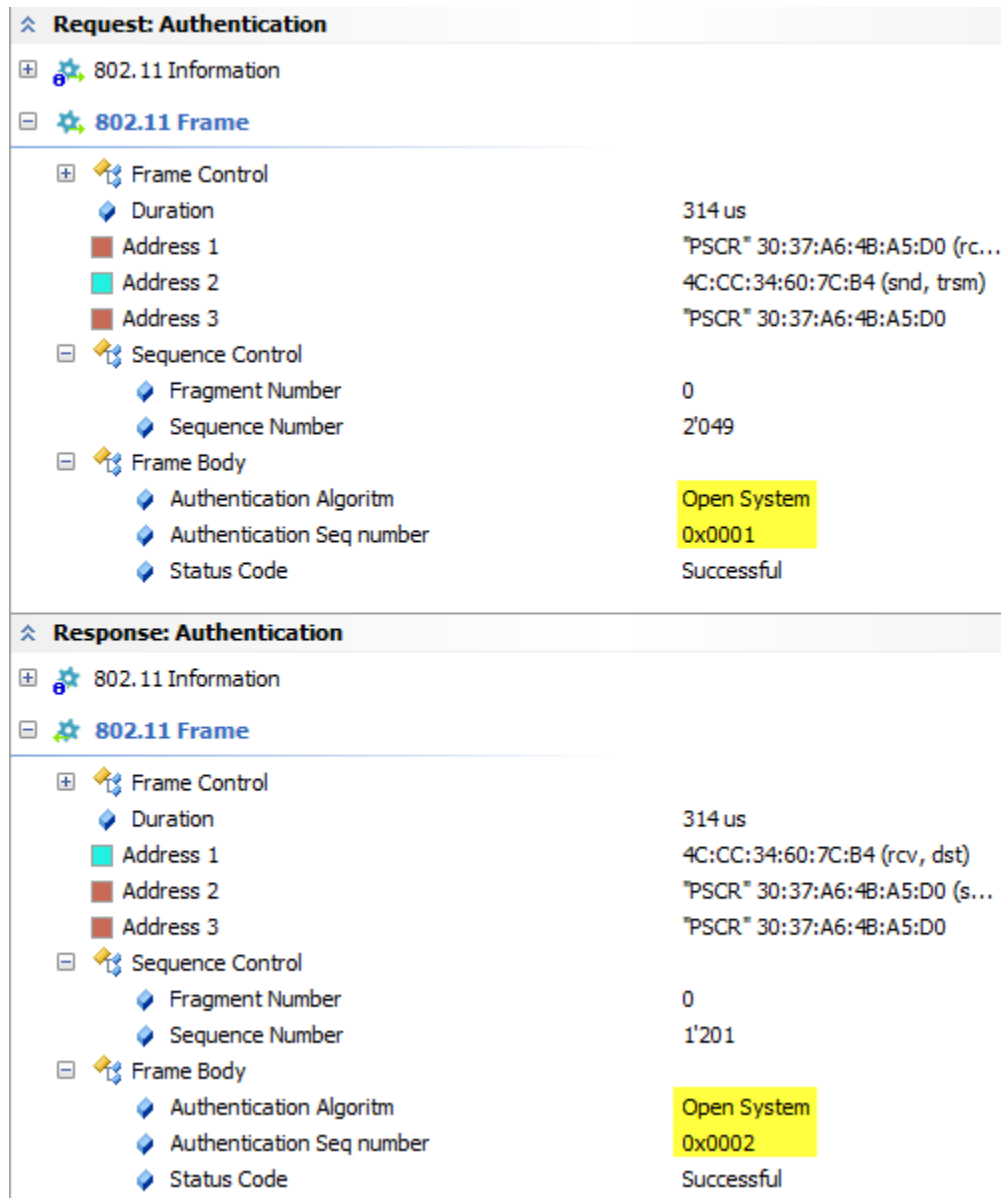 Request: Authentication
802.11 Information
802.11 Frame
Frame Control
Duration 314 us
Address 1 "PSCR" 30:37:A6:4B:A5:D0 (rc...
Address 2 4C:CC:34:60:7C:B4 (snd, trsm)
Address 3 "PSCR" 30:37:A6:4B:A5:D0
Sequence Control
Fragment Number 0
Sequence Number 2'049
Frame Body
Authentication Algoritm Open System
Authentication Seq number 0x0001
Status Code Successful
Response: Authentication
802.11 Information
802.11 Frame
Frame Control
Duration 314 us
Address 1 4C:CC:34:60:7C:B4 (rcv, dst)
Address 2 "PSCR" 30:37:A6:4B:A5:D0 (s...
Address 3 "PSCR" 30:37:A6:4B:A5:D0
Sequence Control
Fragment Number 0
Sequence Number 1'201
Frame Body
Authentication Algoritm Open System
Authentication Seq number 0x0002
Status Code Successful